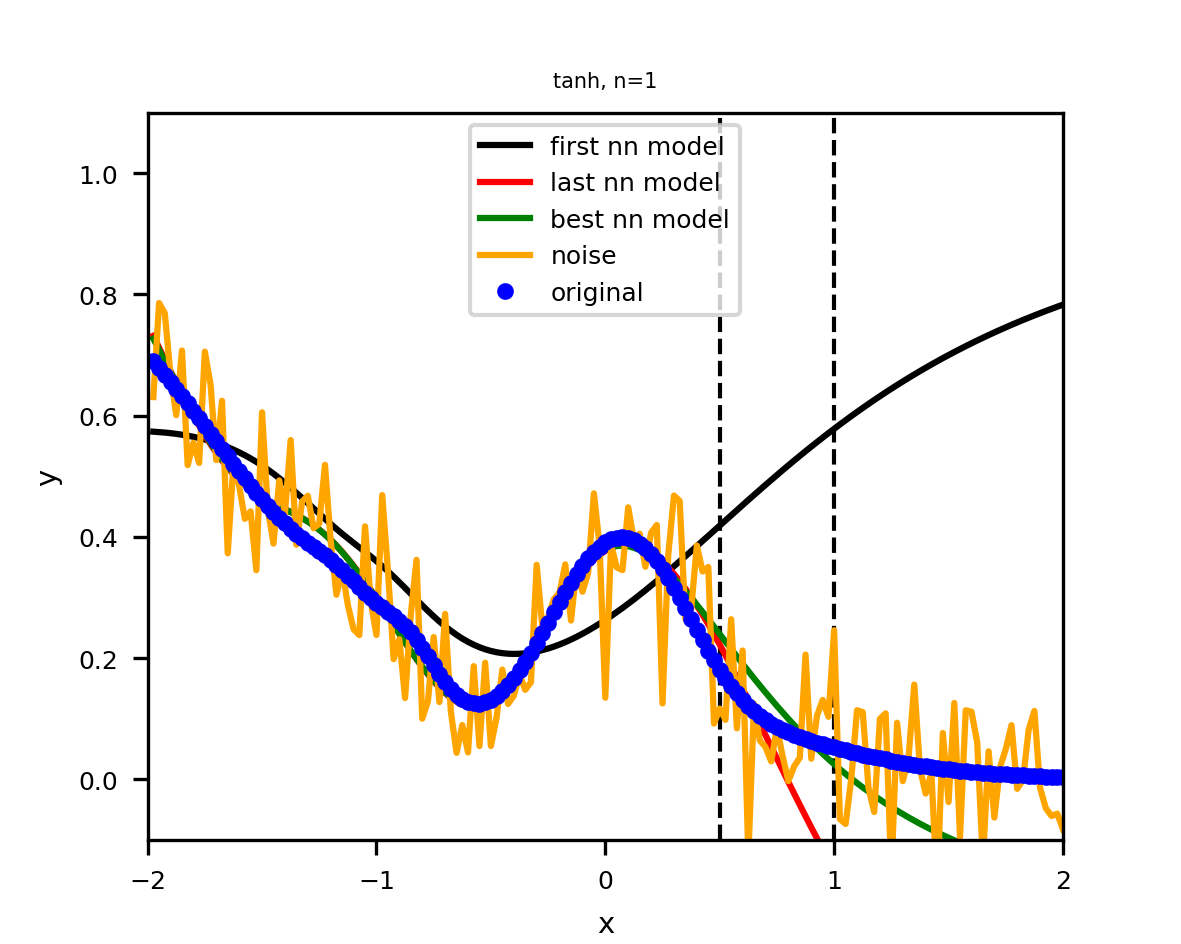 tanh, n=1
first nn model
last nn model
best nn model
noise
original
1.0
0.8
0.6
0.4
0.2
0.0
y
−2
−1
0
1
2
x